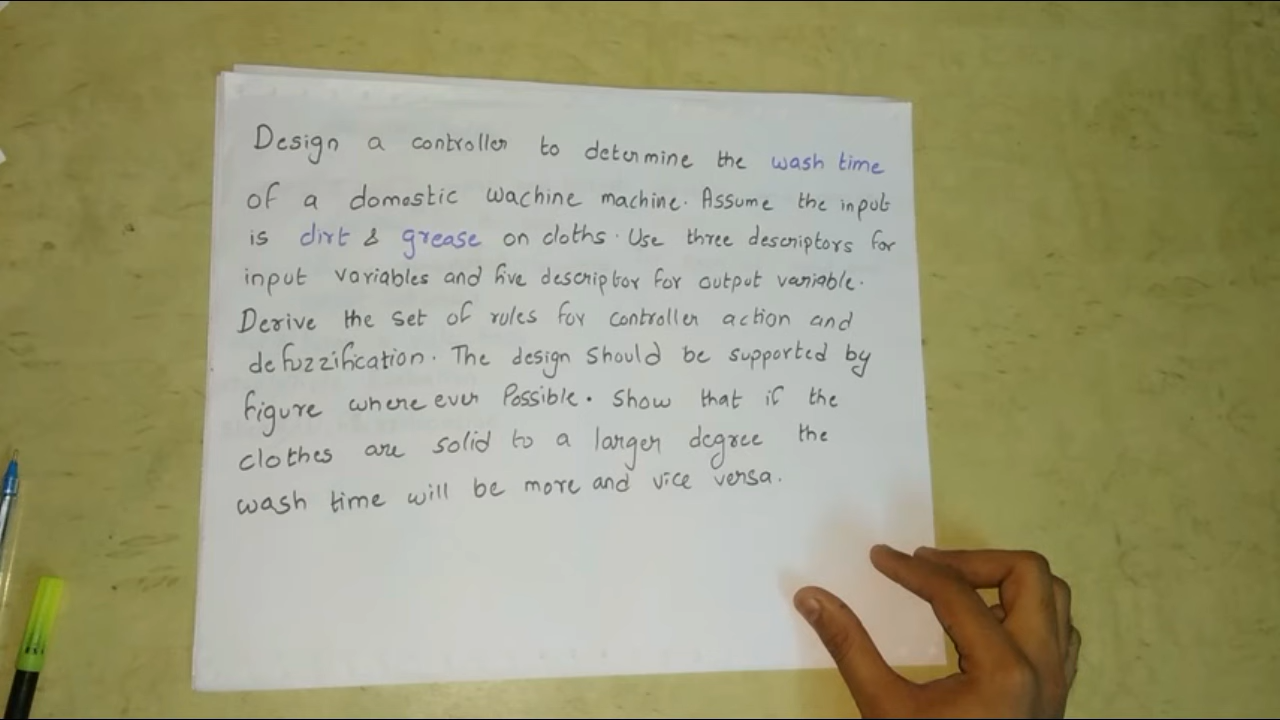 Design a controller to determine the wash time
of a domestic wachine machine. Assume the input
is dirt & grease on cloths. Use three descriptors for
input variables and five descriptor for output variable.
Derive the set of rules for controller action and
defuzzification. The design should be supported by
figure where ever Possible. Show that if the
clothes are solid to a larger degree the
wash time will be more and vice versa.